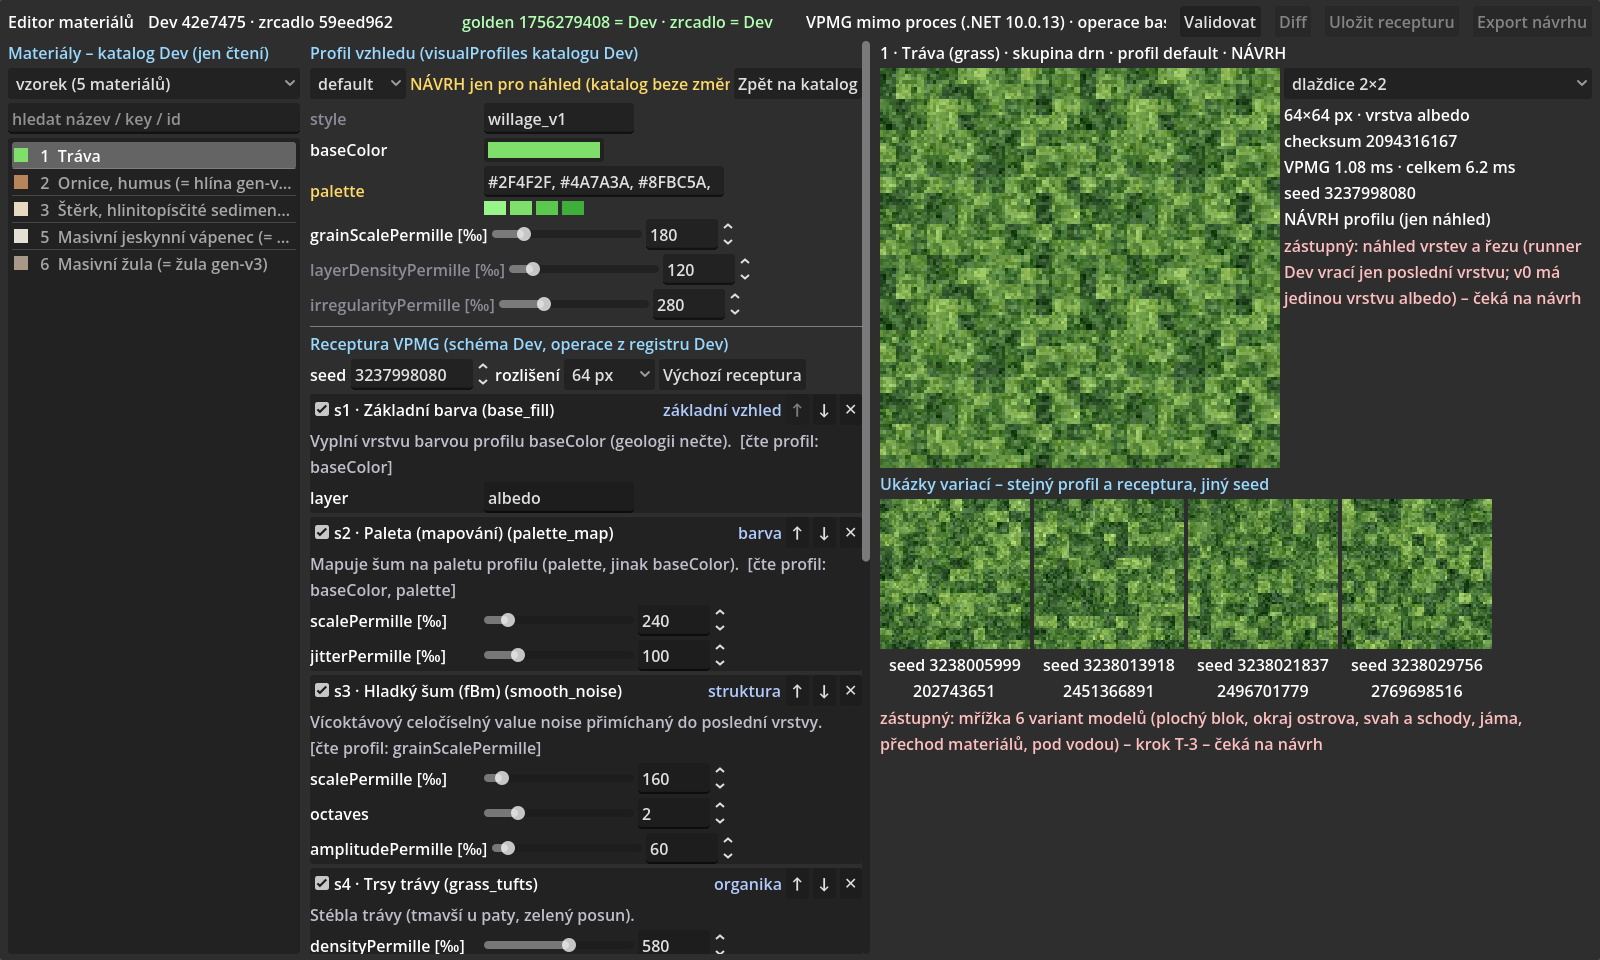 Editor materiálů Dev 42e7475 · zrcadlo 59eed962 golden 1756279408 = Dev · zrcadlo = Dev VPMG mimo proces (.NET 10.0.13) · operace Validovat Diff Uložit recepturu Export návrhu
Materiály – katalog Dev (jen čtení)
vzorek (5 materiálů)
hledat název / key / id
1 Tráva
2 Ornice, humus (= hlína gen-v...
3 Štěrk, hlinitopísčité sedimen...
5 Masivní jeskynní vápenec (= ...
6 Masivní žula (= žula gen-v3)
Profil vzhledu (visualProfiles katalogu Dev)
default NÁVRH jen pro náhled (katalog beze změr Zpět na katalog
style willage_v1
baseColor
palette #2F4F2F, #4A7A3A, #8FBC5A,
grainScalePermille [‰] 180
layerDensityPermille [‰] 120
irregularityPermille [‰] 280
Receptura VPMG (schéma Dev, operace z registru Dev)
seed 3237998080 rozlišení 64 px Výchozí receptura
s1 · Základní barva (base_fill) základní vzhled ↑ ↓ ×
Vyplní vrstvu barvou profilu baseColor (geologii nečte). [čte profil:
baseColor]
layer albedo
s2 · Paleta (mapování) (palette_map) barva ↑ ↓ ×
Mapuje šum na paletu profilu (palette, jinak baseColor). [čte profil:
baseColor, palette]
scalePermille [‰] 240
jitterPermille [‰] 100
s3 · Hladký šum (fBm) (smooth_noise) struktura ↑ ↓ ×
Vícoktávový celočíselný value noise přimíchaný do poslední vrstvy.
[čte profil: grainScalePermille]
scalePermille [‰] 160
octaves 2
amplitudePermille [‰] 60
s4 · Trsy trávy (grass_tufts) organika ↑ ↓ ×
Stébla trávy (tmavší u paty, zelený posun).
densityPermille [‰] 580
1 · Tráva (grass) · skupina drn · profil default · NÁVRH
dlaždice 2×2
64×64 px · vrstva albedo
checksum 2094316167
VPMG 1.08 ms · celkem 6.2 ms
seed 3237998080
NÁVRH profilu (jen náhled)
zástupný: náhled vrstev a řezu (runner
Dev vrací jen poslední vrstvu; v0 má
jedinou vrstvu albedo) – čeká na návrh
Ukázky variací – stejný profil a receptura, jiný seed
seed 3238005999 seed 3238013918 seed 3238021837 seed 3238029756
202743651 2451366891 2496701779 2769698516
zástupný: mřížka 6 variant modelů (plochý blok, okraj ostrova, svah a schody, jáma,
přechod materiálů, pod vodou) – krok T-3 – čeká na návrh